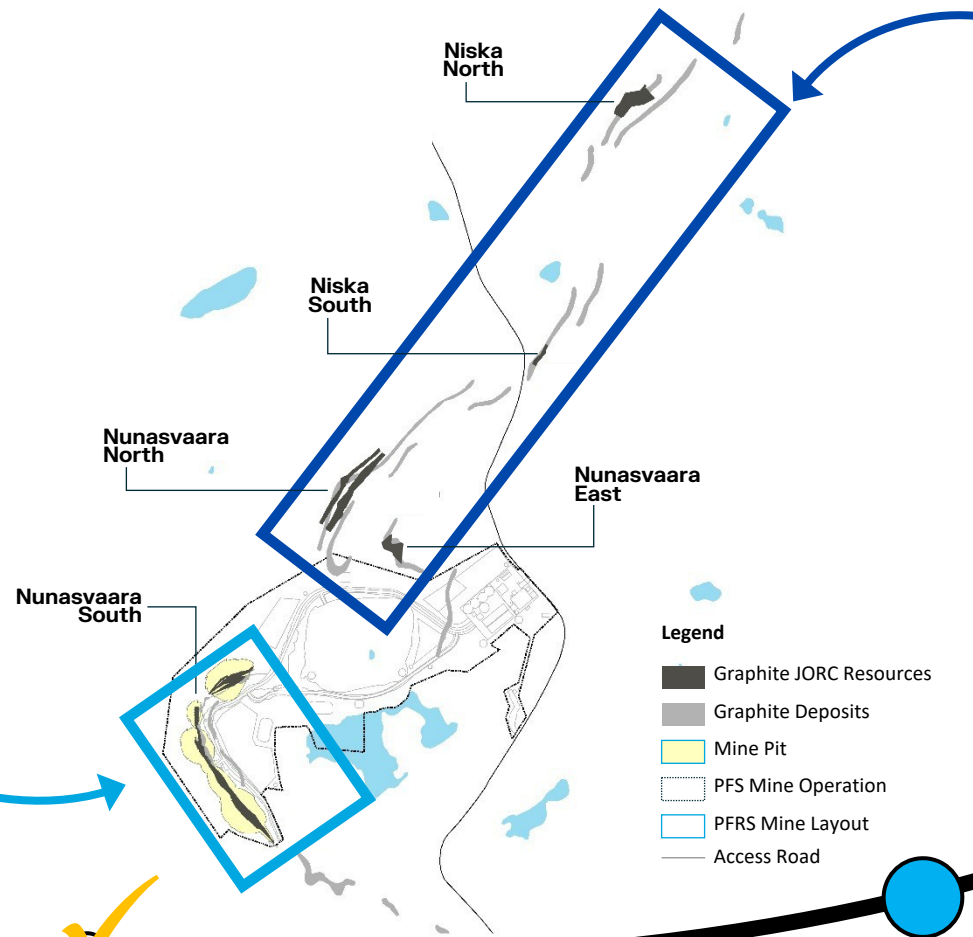 Niska
North
Niska
South
Nunasvaara
North
Nunasvaara
East
Nunasvaara
South
Legend
Graphite JORC Resources
Graphite Deposits
Mine Pit
PFS Mine Operation
PFRS Mine Layout
Access Road